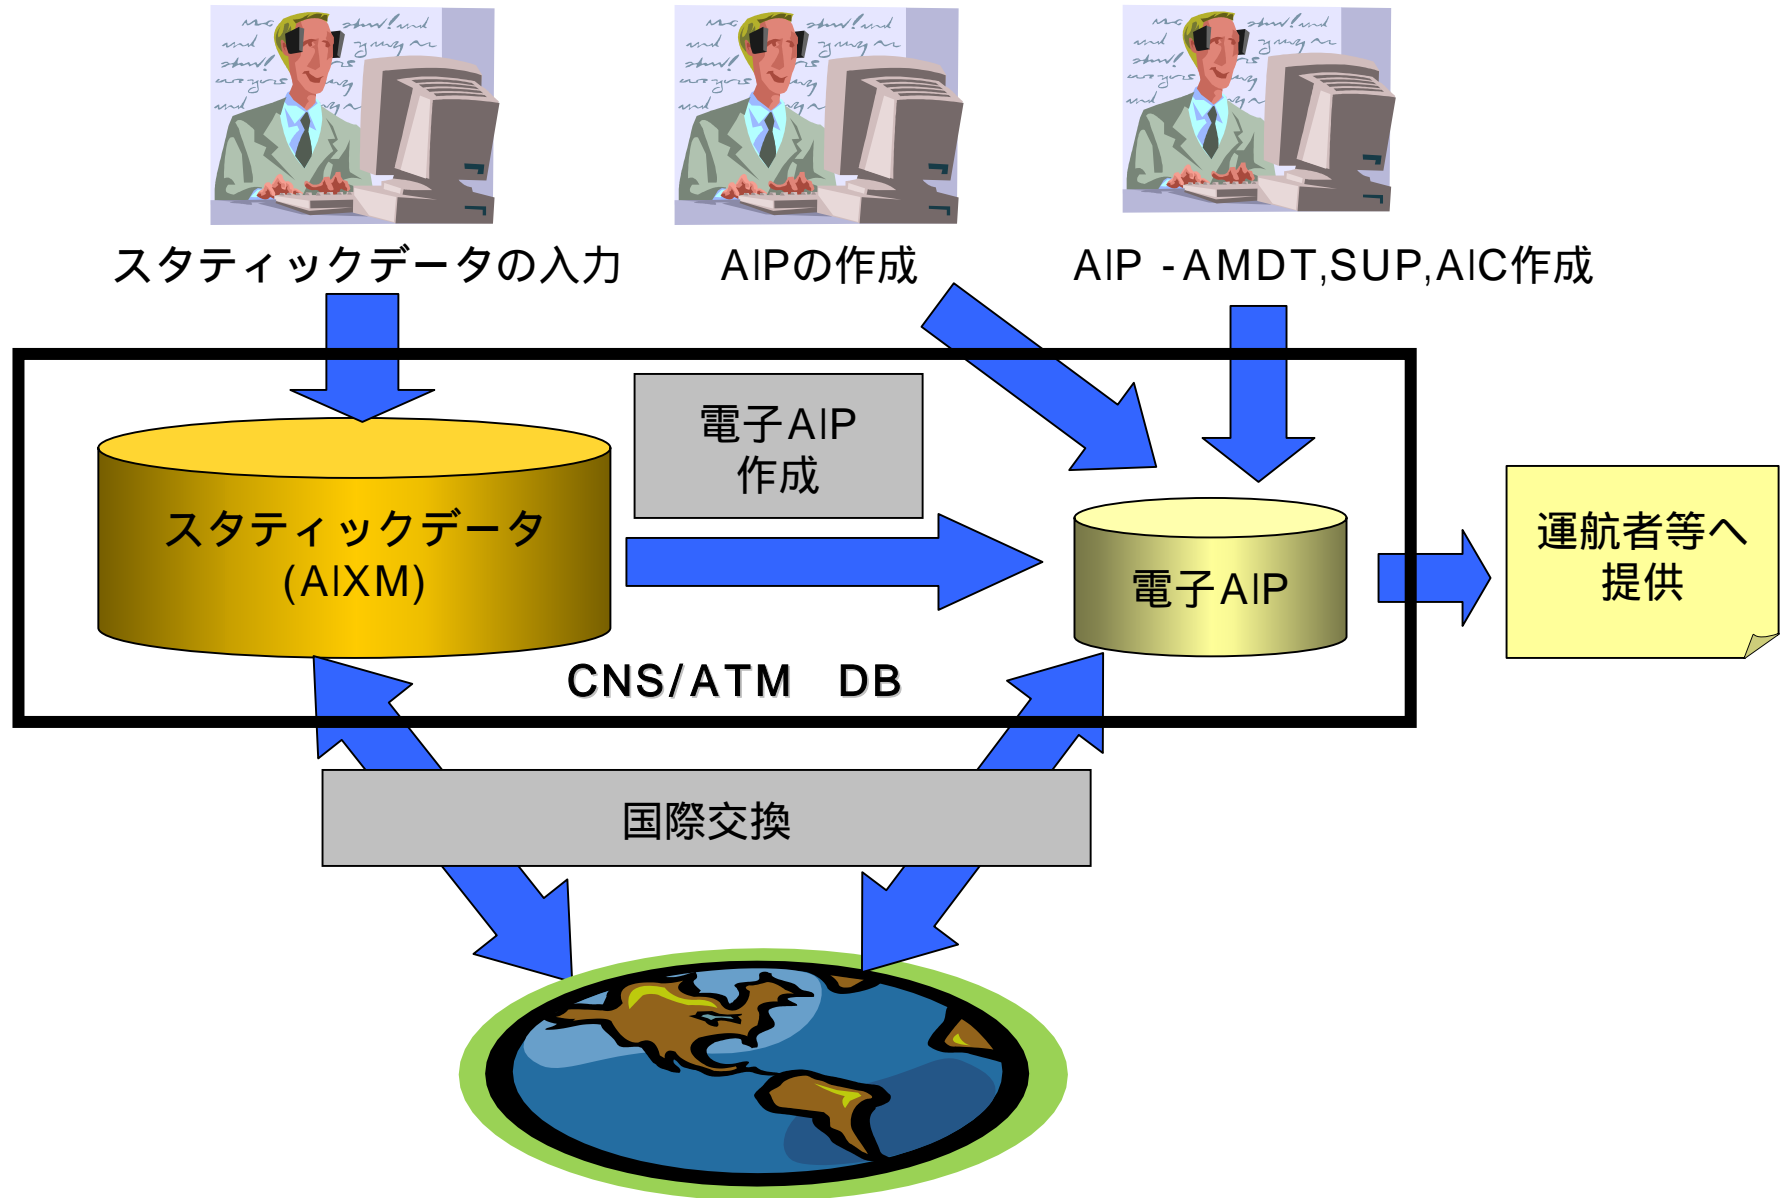 スタティックデータの入力
AIPの作成
AIP -AMDT,SUP,AIC作成
電子AIP
作成
スタティックデータ
(AIXM)
電子AIP
運航者等へ
提供
CNS/ATM　DB
国際交換